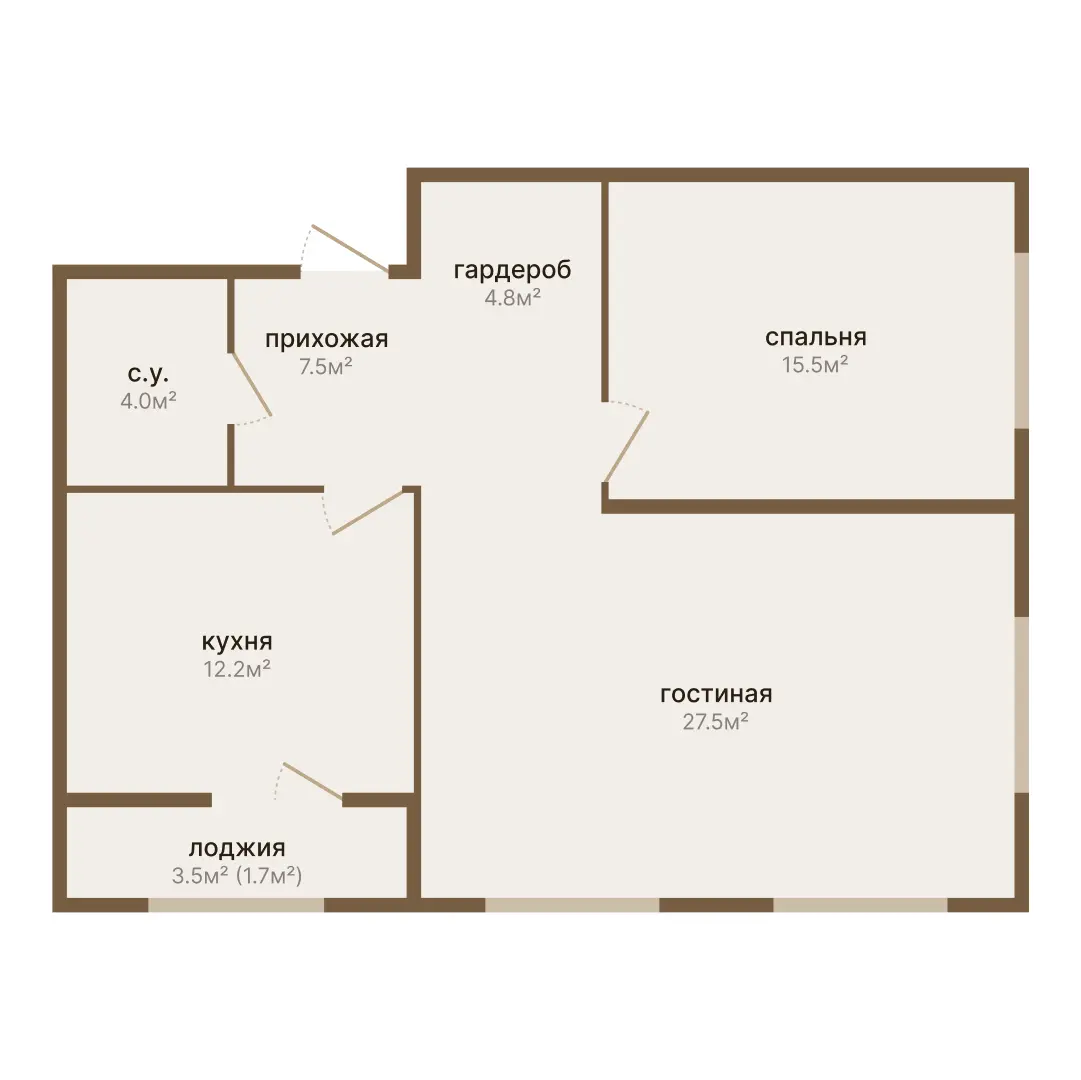 гардероб
4.8м²
прихожая
7.5м²
спальня
15.5м²
с.у.
4.0м²
кухня
12.2м²
гостиная
27.5м²
лоджия
3.5м² (1.7м²)